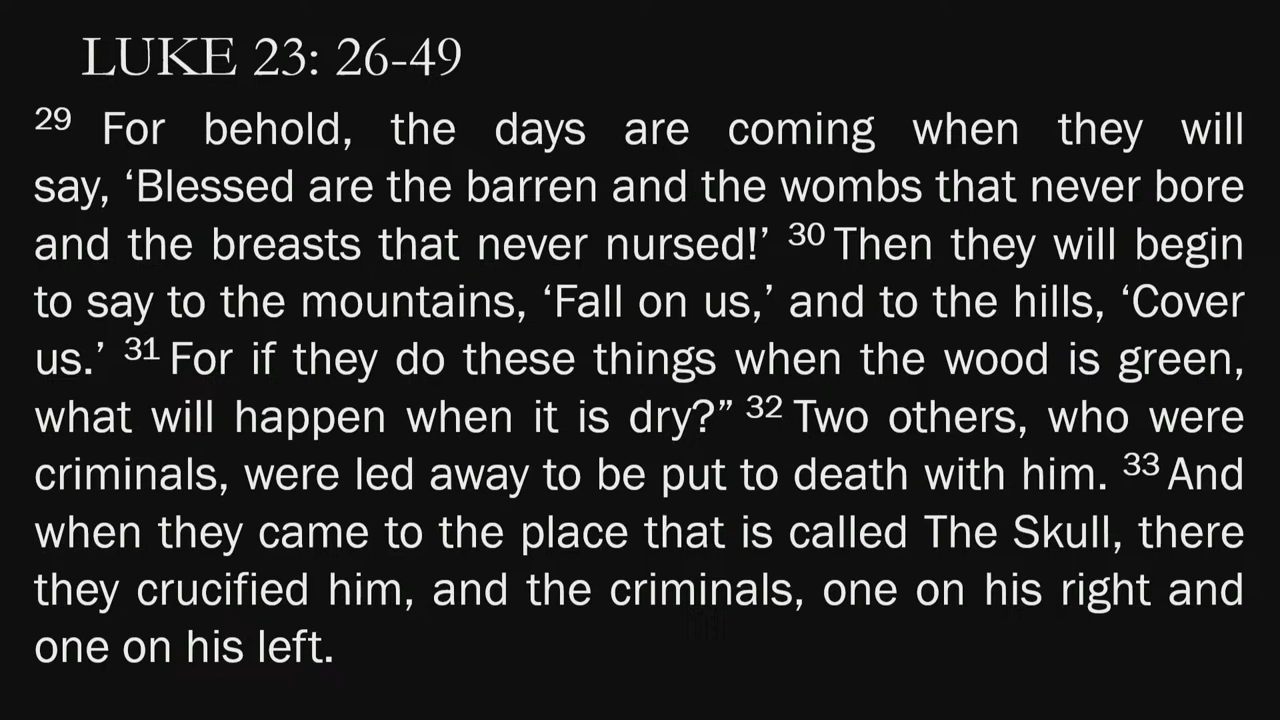 LUKE 23: 26-49
29 For behold, the days are coming when they will
say, ‘Blessed are the barren and the wombs that never bore
and the breasts that never nursed!’ 30 Then they will begin
to say to the mountains, ‘Fall on us,’ and to the hills, ‘Cover
us.’ 31 For if they do these things when the wood is green,
what will happen when it is dry?” 32 Two others, who were
criminals, were led away to be put to death with him. 33 And
when they came to the place that is called The Skull, there
they crucified him, and the criminals, one on his right and
one on his left.